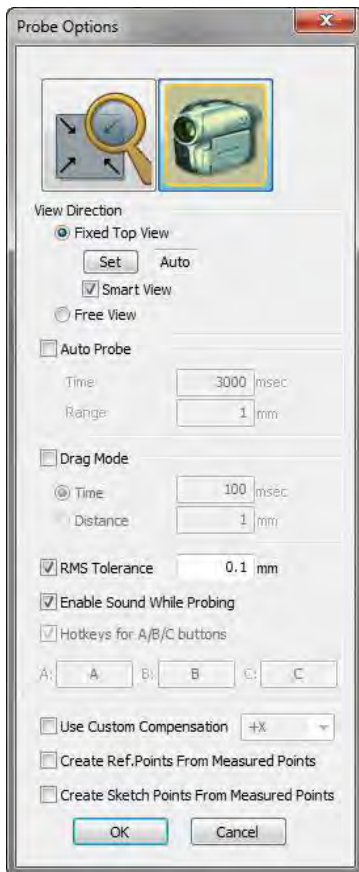 Probe Options
View Direction
Fixed Top View
Set Auto
Smart View
Free View
Auto Probe
Time 3000 msec
Range 1 mm
Drag Mode
Time 100 msec
Distance 1 mm
RMS Tolerance 0.1 mm
Enable Sound While Probing
Hotkeys for A/B/C buttons
A: A B: B C: C
Use Custom Compensation +X
Create Ref.Points From Measured Points
Create Sketch Points From Measured Points
OK Cancel